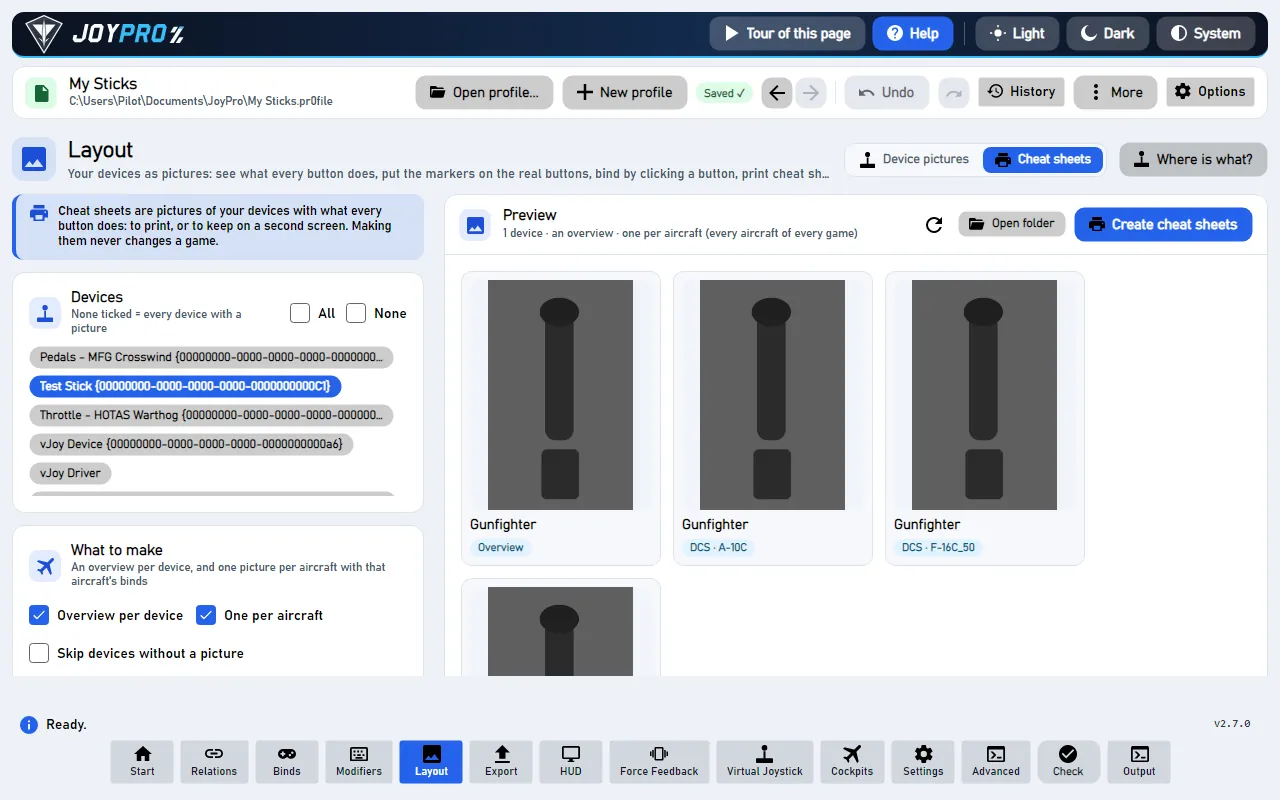 JOYPRO
Tour of this page
Help
Light
Dark
System
My Sticks
C:\Users\Pilot\Documents\JoyPro\My Sticks.pr0file
Open profile...
New profile
Saved ✓
Undo
History
More
Options
Layout
Your devices as pictures: see what every button does, put the markers on the real buttons, bind by clicking a button, print cheat sh...
Device pictures
Cheat sheets
Where is what?
Cheat sheets are pictures of your devices with what every
button does: to print, or to keep on a second screen. Making
them never changes a game.
Devices
None ticked = every device with a
picture
All
None
Pedals - MFG Crosswind {00000000-0000-0000-0000-0000000...
Test Stick {00000000-0000-0000-0000-0000000000C1}
Throttle - HOTAS Warthog {00000000-0000-0000-0000-000000...
vJoy Device {00000000-0000-0000-0000-0000000000a6}
vJoy Driver
What to make
An overview per device, and one picture per aircraft with that
aircraft's binds
Overview per device
One per aircraft
Skip devices without a picture
Preview
1 device · an overview · one per aircraft (every aircraft of every game)
Open folder
Create cheat sheets
Gunfighter
Overview
Gunfighter
DCS · A-10C
Gunfighter
DCS · F-16C_50
Ready.
v2.7.0
Start
Relations
Binds
Modifiers
Layout
Export
HUD
Force Feedback
Virtual Joystick
Cockpits
Settings
Advanced
Check
Output